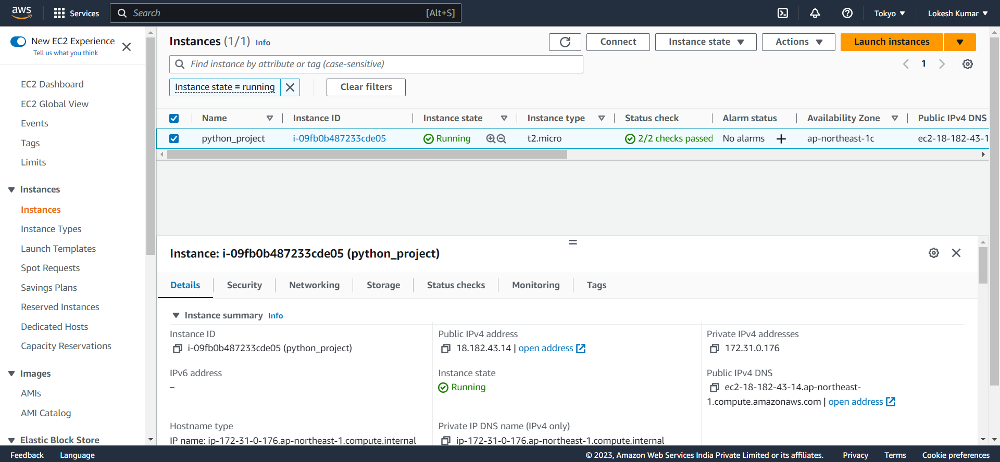 aws
Services
Search
[Alt+S]
Tokyo
Lokesh Kumar
New EC2 Experience
Tell us what you think
EC2 Dashboard
EC2 Global View
Events
Tags
Limits
Instances
Instances
Instance Types
Launch Templates
Spot Requests
Savings Plans
Reserved Instances
Dedicated Hosts
Capacity Reservations
Images
AMIs
AMI Catalog
Elastic Block Store
Instances (1/1) Info
Connect
Instance state
Actions
Launch instances
Find instance by attribute or tag (case-sensitive)
1
Instance state = running
Clear filters
Name Instance ID Instance state Instance type Status check Alarm status Availability Zone Public IPv4 DNS
python_project i-09fb0b487233cde05 Running t2.micro 2/2 checks passed No alarms + ap-northeast-1c ec2-18-182-43-1
Instance: i-09fb0b487233cde05 (python_project)
Details Security Networking Storage Status checks Monitoring Tags
Instance summary Info
Instance ID
i-09fb0b487233cde05 (python_project)
Public IPv4 address
18.182.43.14 | open address
Private IPv4 addresses
172.31.0.176
IPv6 address
–
Instance state
Running
Public IPv4 DNS
ec2-18-182-43-14.ap-northeast-
1.compute.amazonaws.com | open address
Hostname type
IP name: ip-172-31-0-176.ap-northeast-1.compute.internal
Private IP DNS name (IPv4 only)
ip-172-31-0-176.ap-northeast-1.compute.internal
Feedback Language
© 2023, Amazon Web Services India Private Limited or its affiliates. Privacy Terms Cookie preferences